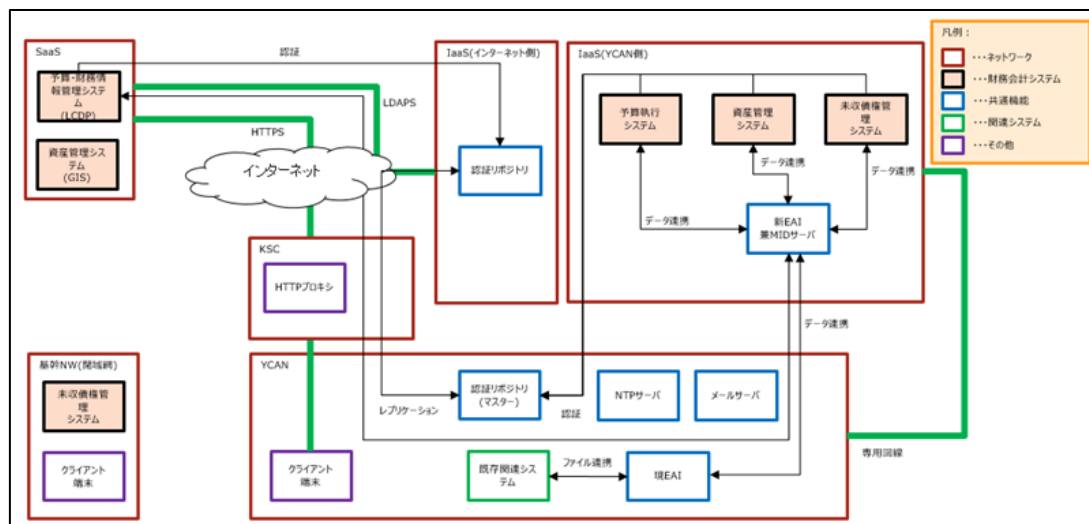 SaaS
予算・財務情
報管理システ
ム
(LCDP)
資産管理シス
テム
(GIS)
認証
HTTPS
LDAPS
インターネット
IaaS(インターネット側)
認証リポジトリ
IaaS(YCAN側)
予算執行
システム
資産管理
システム
未収債権管
理
システム
データ連携
データ連携
データ連携
新EAI
兼MIDサーバ
データ連携
凡例：
・・・ネットワーク
・・・財務会計システム
・・・共通機能
・・・関連システム
・・・その他
KSC
HTTPプロキシ
基幹NW(閉域網)
未収債権管
理
システム
クライアント
端末
YCAN
レプリケーション
認証リポジトリ
(マスター)
認証
NTPサーバ
メールサーバ
専用回線
クライアント
端末
既存関連シス
テム
ファイル連携
現EAI